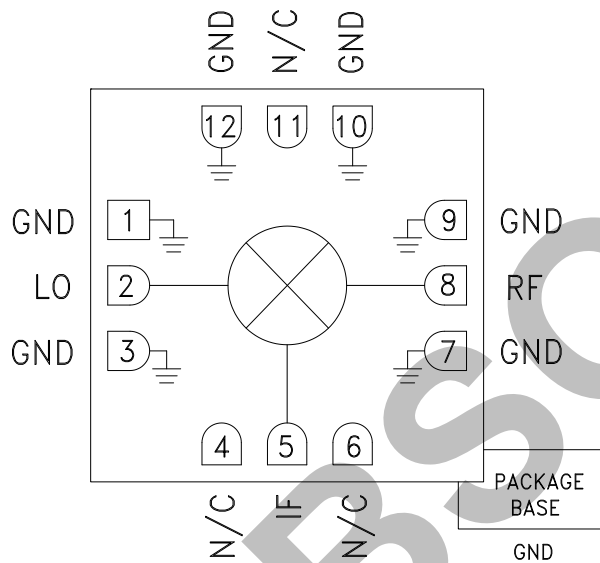 GND N/C GND
12 11 10
GND 1 9 GND
LO 2 8 RF
GND 3 7 GND
4 5 6
N/C IF N/C
PACKAGE
BASE
GND
BSO